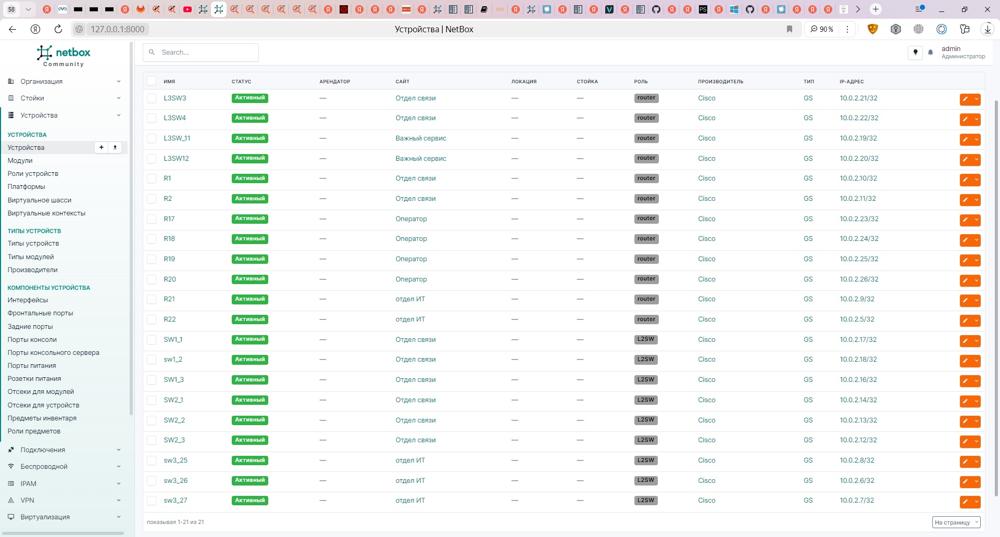 58
127.0.0.1:8000
Устройства | NetBox
90 %
netbox
Community
Search...
admin
Администратор
Организация
Стойки
Устройства
УСТРОЙСТВА
Устройства
Модули
Роли устройств
Платформы
Виртуальное шасси
Виртуальные контексты
ТИПЫ УСТРОЙСТВ
Типы устройств
Типы модулей
Производители
КОМПОНЕНТЫ УСТРОЙСТВА
Интерфейсы
Фронтальные порты
Задние порты
Порты консоли
Порты консольного сервера
Порты питания
Розетки питания
Отсеки для модулей
Отсеки для устройств
Предметы инвентаря
Роли предметов
Подключения
Беспроводной
IPAM
VPN
Виртуализация
ИМЯ СТАТУС АРЕНДАТОР САЙТ ЛОКАЦИЯ СТОЙКА РОЛЬ ПРОИЗВОДИТЕЛЬ ТИП IP-АДРЕС
L3SW3 Активный — Отдел связи — — router Cisco GS 10.0.2.21/32
L3SW4 Активный — Отдел связи — — router Cisco GS 10.0.2.22/32
L3SW_11 Активный — Важный сервис — — router Cisco GS 10.0.2.19/32
L3SW12 Активный — Важный сервис — — router Cisco GS 10.0.2.20/32
R1 Активный — Отдел связи — — router Cisco GS 10.0.2.10/32
R2 Активный — Отдел связи — — router Cisco GS 10.0.2.11/32
R17 Активный — Оператор — — router Cisco GS 10.0.2.23/32
R18 Активный — Оператор — — router Cisco GS 10.0.2.24/32
R19 Активный — Оператор — — router Cisco GS 10.0.2.25/32
R20 Активный — Оператор — — router Cisco GS 10.0.2.26/32
R21 Активный — отдел ИТ — — router Cisco GS 10.0.2.9/32
R22 Активный — отдел ИТ — — router Cisco GS 10.0.2.5/32
SW1_1 Активный — Отдел связи — — L2SW Cisco GS 10.0.2.17/32
sw1_2 Активный — Отдел связи — — L2SW Cisco GS 10.0.2.18/32
SW1_3 Активный — Отдел связи — — L2SW Cisco GS 10.0.2.16/32
SW2_1 Активный — Отдел связи — — L2SW Cisco GS 10.0.2.14/32
SW2_2 Активный — Отдел связи — — L2SW Cisco GS 10.0.2.13/32
SW2_3 Активный — Отдел связи — — L2SW Cisco GS 10.0.2.12/32
sw3_25 Активный — отдел ИТ — — L2SW Cisco GS 10.0.2.8/32
sw3_26 Активный — отдел ИТ — — L2SW Cisco GS 10.0.2.6/32
sw3_27 Активный — отдел ИТ — — L2SW Cisco GS 10.0.2.7/32
показывая 1-21 из 21
На страницу